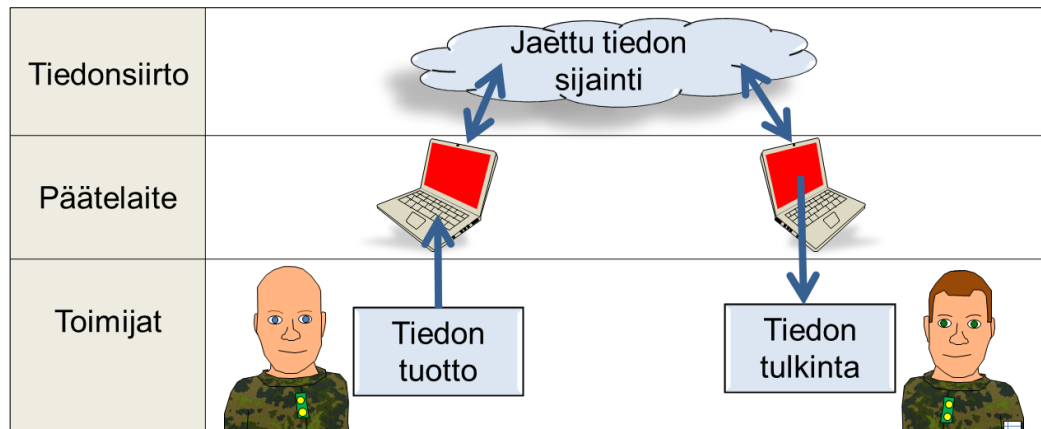 Tiedonsiirto
Jaettu tiedon
sijainti
Päätelaite
Toimijat
Tiedon
tuotto
Tiedon
tulkinta